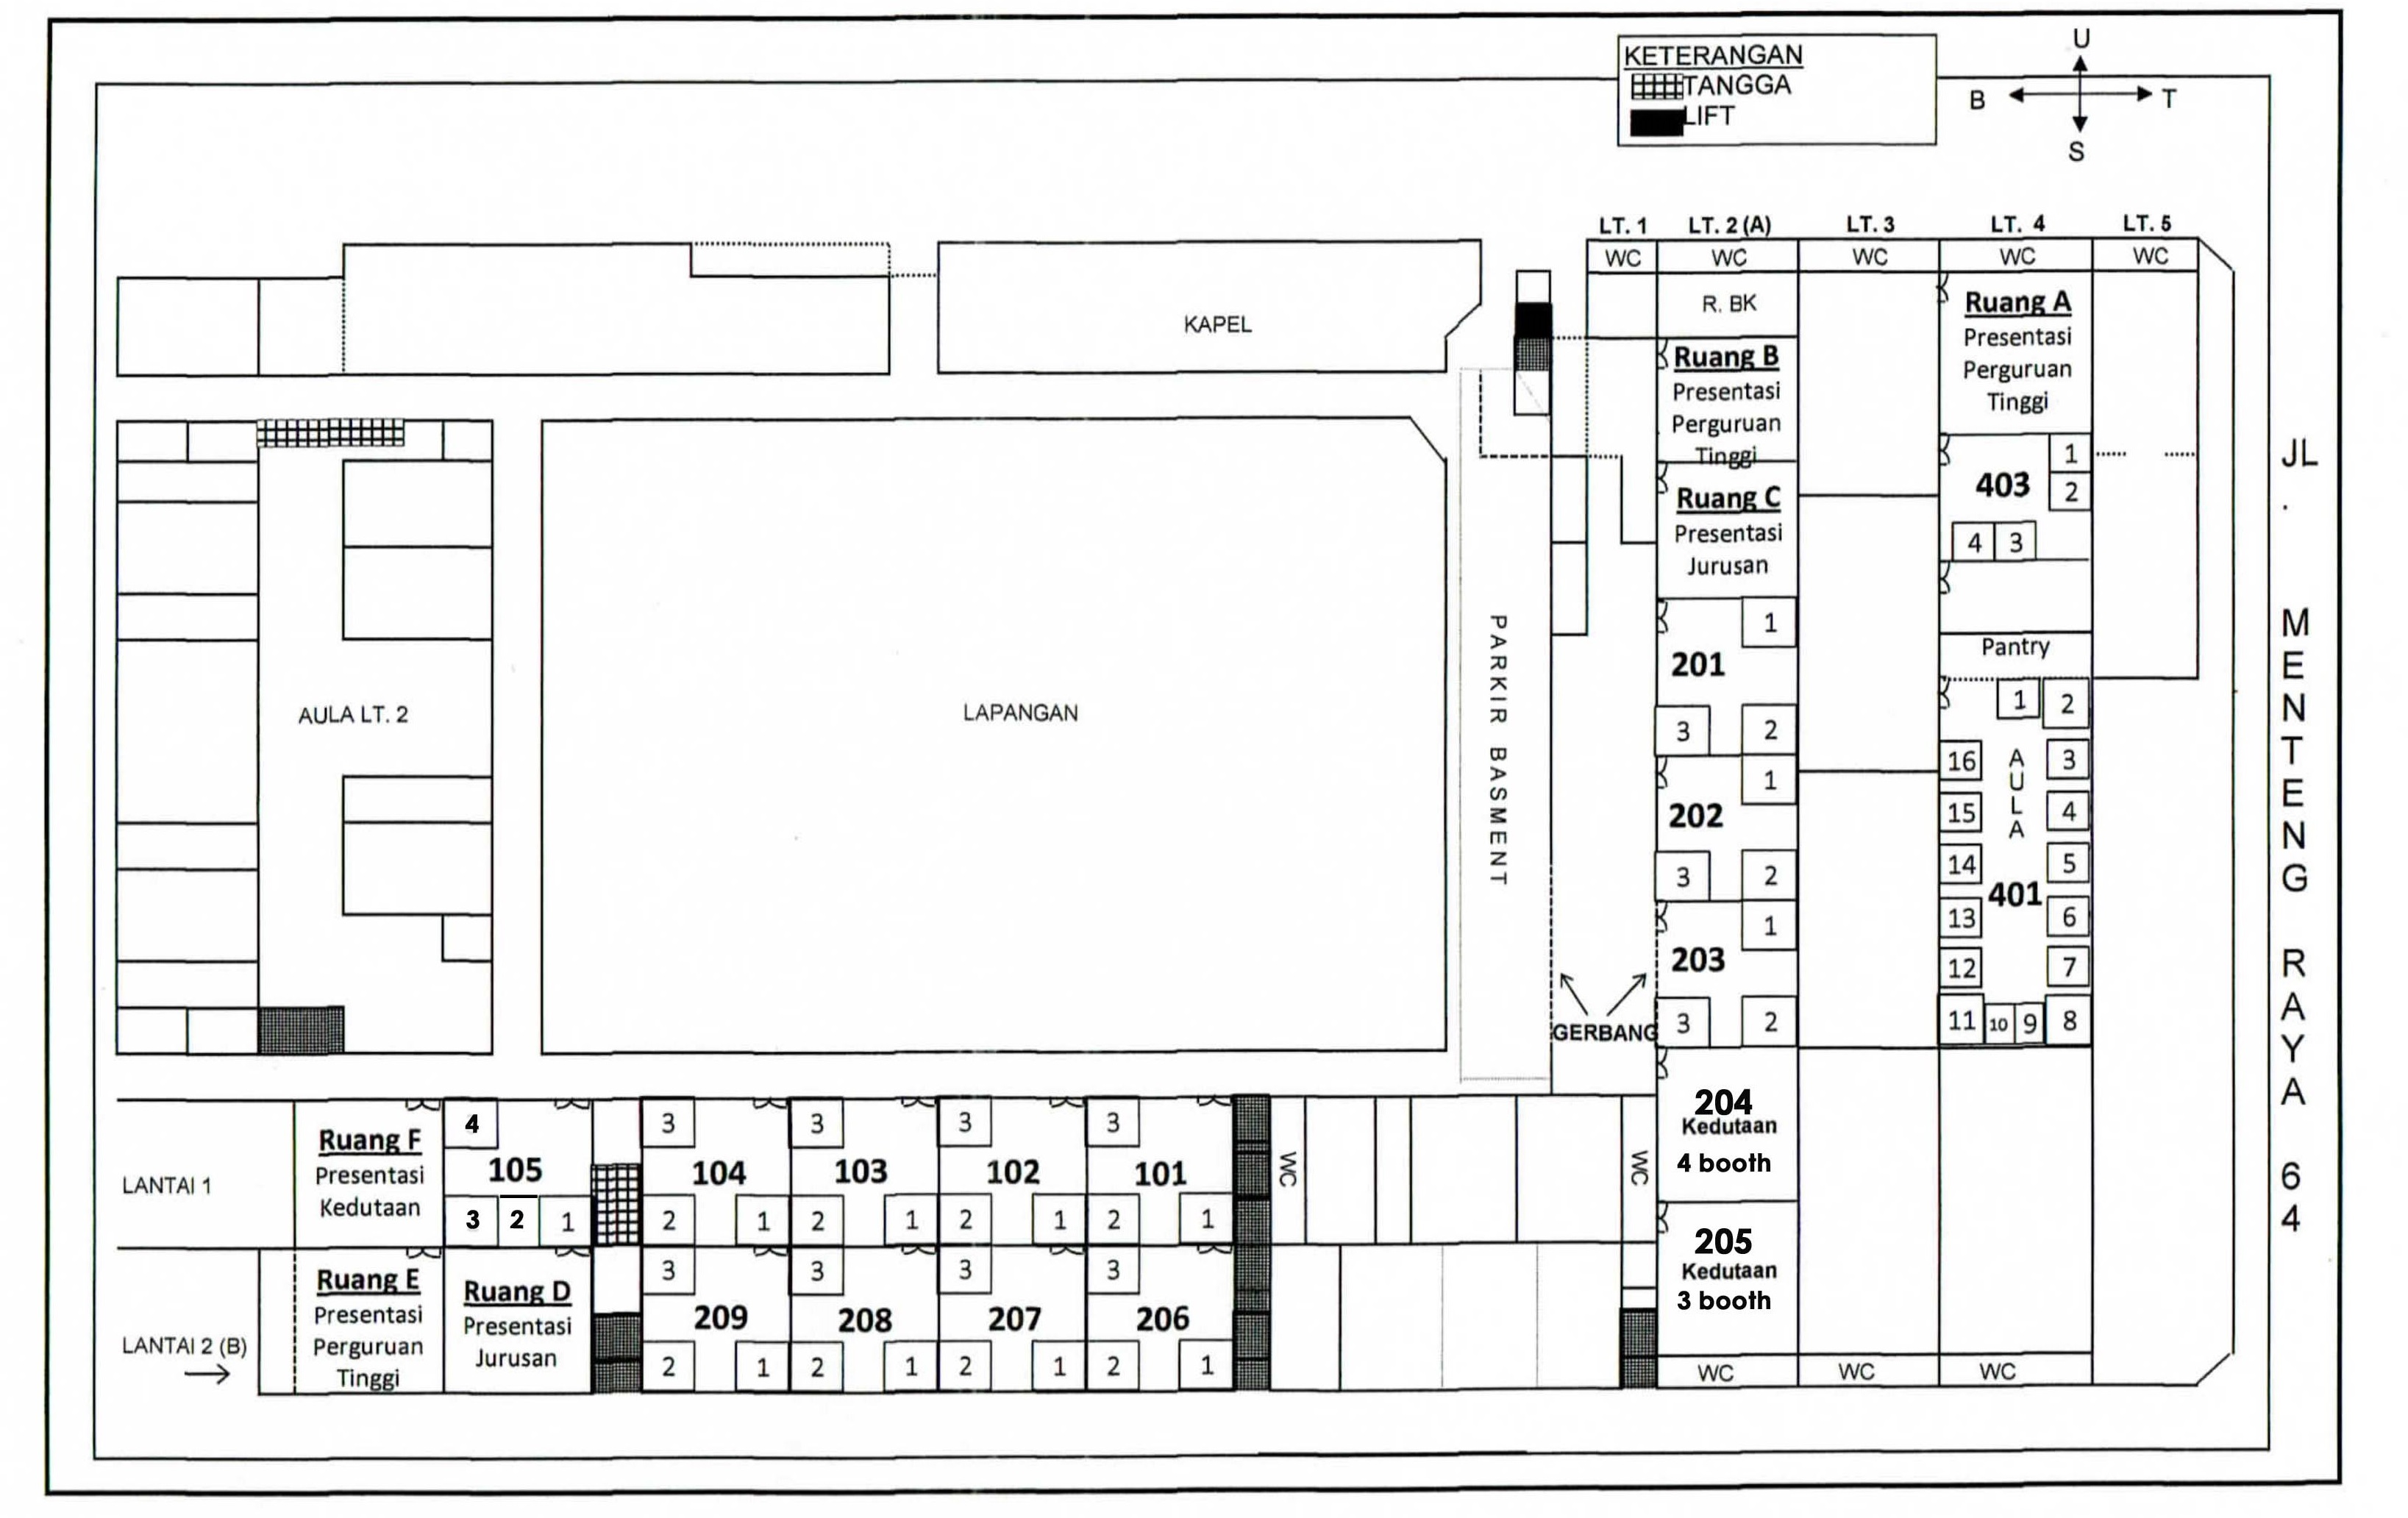 KETERANGAN
TANGGA
LIFT
U
B
T
S
LT. 1
LT. 2 (A)
LT. 3
LT. 4
LT. 5
WC
WC
WC
WC
WC
KAPEL
R. BK
Ruang B
Presentasi
Perguruan
Tinggi
Ruang C
Presentasi
Jurusan
Ruang A
Presentasi
Perguruan
Tinggi
1
403
2
4
3
Pantry
1
201
3
2
1
202
3
2
1
203
3
2
1
2
16
3
15
4
14
5
13
6
12
7
11
10
9
8
AULA
401
AULA LT. 2
LAPANGAN
PARKIR BASMENT
GERBANG
204
Kedutaan
4 booth
205
Kedutaan
3 booth
WC
WC
WC
JL. MENTENG RAYA 64
LANTAI 1
Ruang F
Presentasi
Kedutaan
4
105
3
2
1
3
104
2
1
3
103
2
1
3
102
2
1
3
101
2
1
WC
WC
LANTAI 2 (B)
Ruang E
Presentasi
Perguruan
Tinggi
Ruang D
Presentasi
Jurusan
3
209
2
1
3
208
2
1
3
207
2
1
3
206
2
1